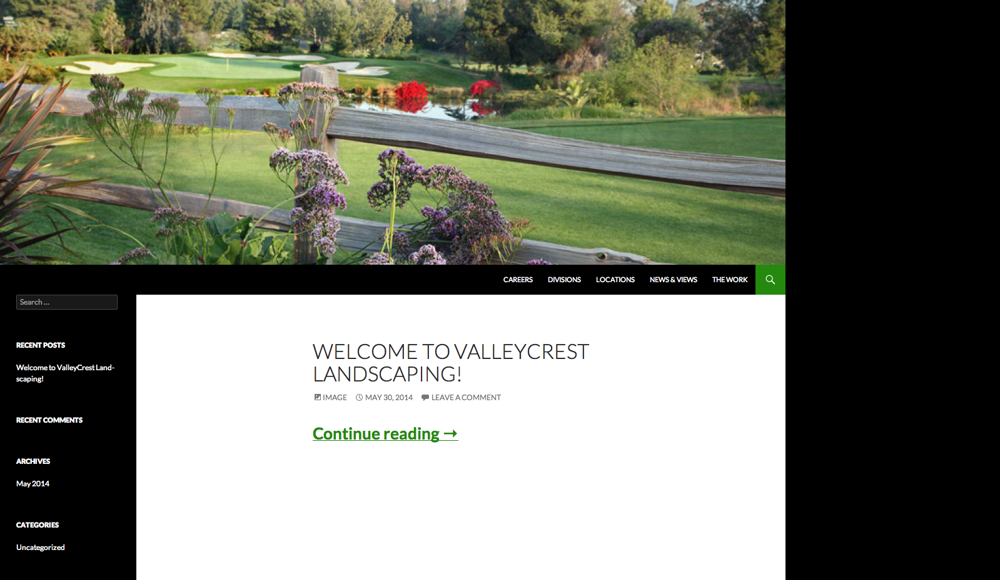 CAREERS DIVISIONS LOCATIONS NEWS & VIEWS THE WORK
Search ...
RECENT POSTS
Welcome to ValleyCrest Land-
scaping!
RECENT COMMENTS
ARCHIVES
May 2014
CATEGORIES
Uncategorized
WELCOME TO VALLEYCREST
LANDSCAPING!
IMAGE MAY 30, 2014 LEAVE A COMMENT
Continue reading →